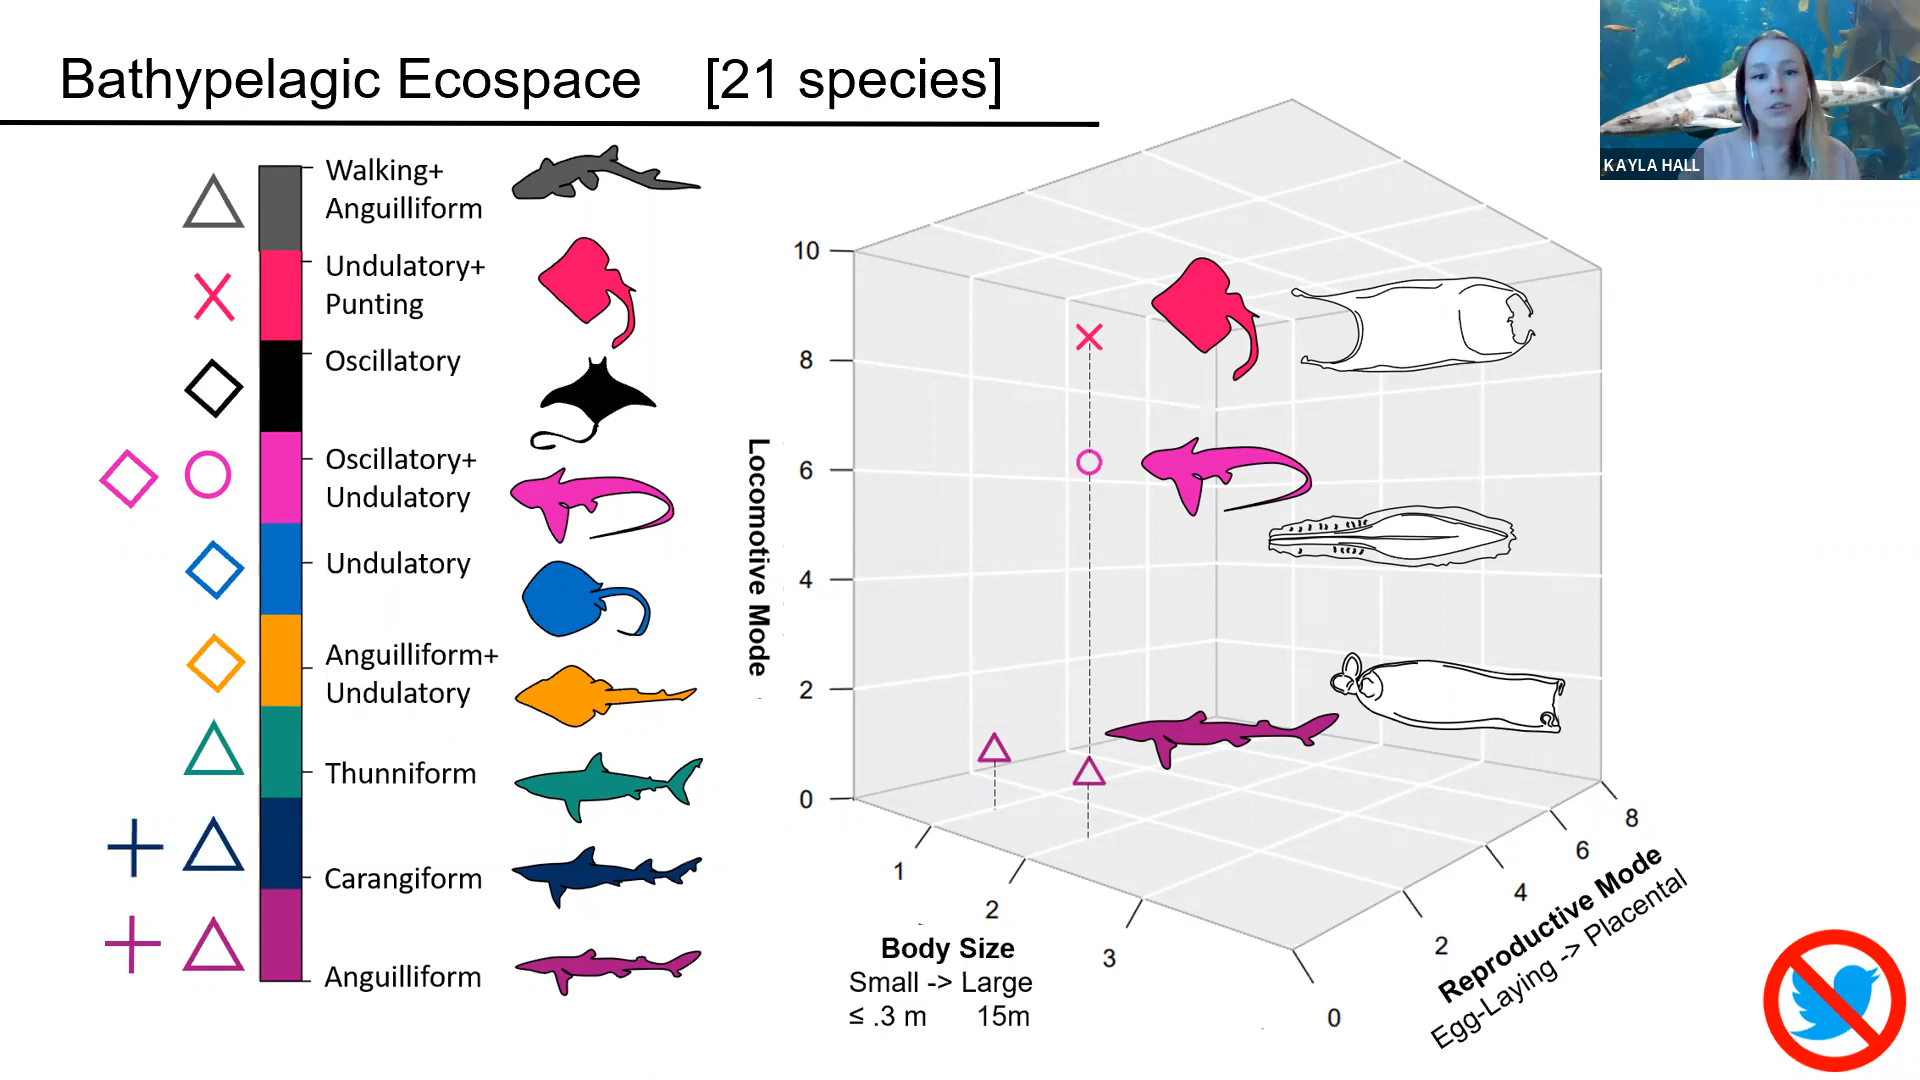 Bathypelagic Ecospace [21 species]
KAYLA HALL
Walking+
Anguilliform
Undulatory+
Punting
Oscillatory
Oscillatory+
Undulatory
Undulatory
Anguilliform+
Undulatory
Thunniform
Carangiform
Anguilliform
Locomotive Mode
10
8
6
4
2
0
1
2
3
Body Size
Small -> Large
≤ .3 m 15m
0
2
4
6
8
Reproductive Mode
Egg-Laying -> Placental